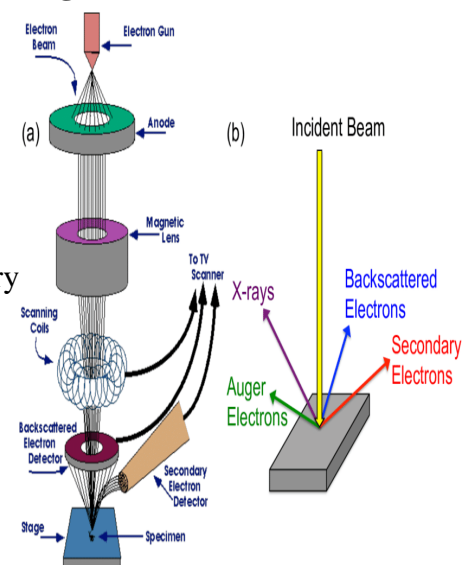 Electron
Beam
Electron Gun
(a)
Anode
Magnetic
Lens
To TV
Scanner
ry
Scanning
Coils
Backscattered
Electron
Detector
Secondary
Electron
Detector
Stage
Specimen
(b)
Incident Beam
X-rays
Backscattered
Electrons
Secondary
Electrons
Auger
Electrons